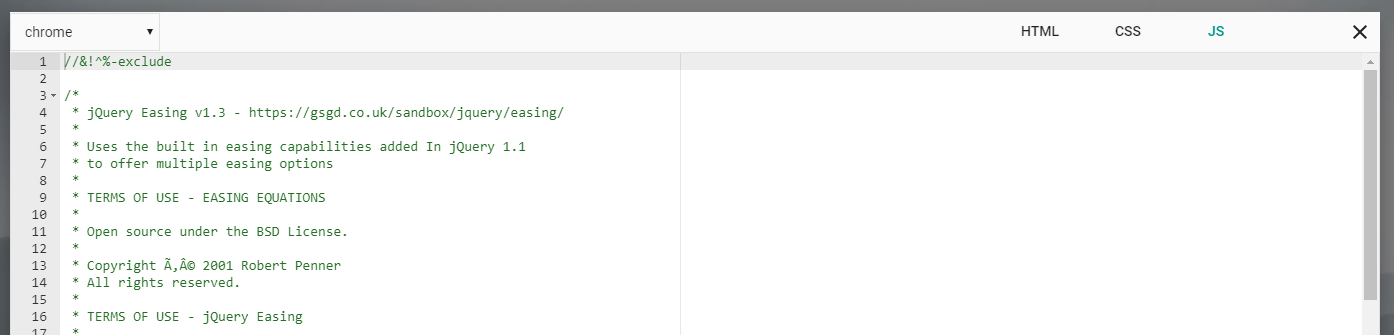 chrome HTML CSS JS
1 //&!^%-exclude
2
3 /*
4 * jQuery Easing v1.3 - https://gsgd.co.uk/sandbox/jquery/easing/
5 *
6 * Uses the built in easing capabilities added In jQuery 1.1
7 * to offer multiple easing options
8 *
9 * TERMS OF USE - EASING EQUATIONS
10 *
11 * Open source under the BSD License.
12 *
13 * Copyright Ã‚Â© 2001 Robert Penner
14 * All rights reserved.
15 *
16 * TERMS OF USE - jQuery Easing
17 *